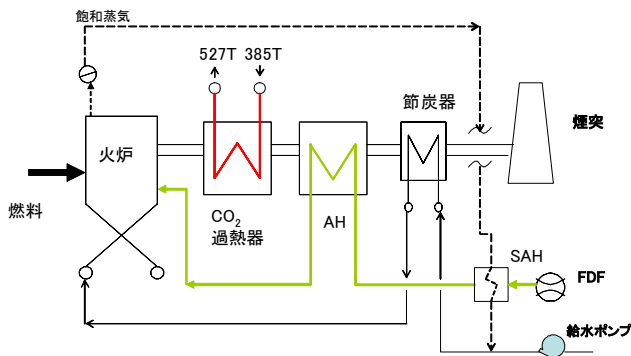 飽和蒸気
527T
385T
節炭器
煙突
火炉
燃料
CO2
過熱器
AH
SAH
FDF
給水ポンプ